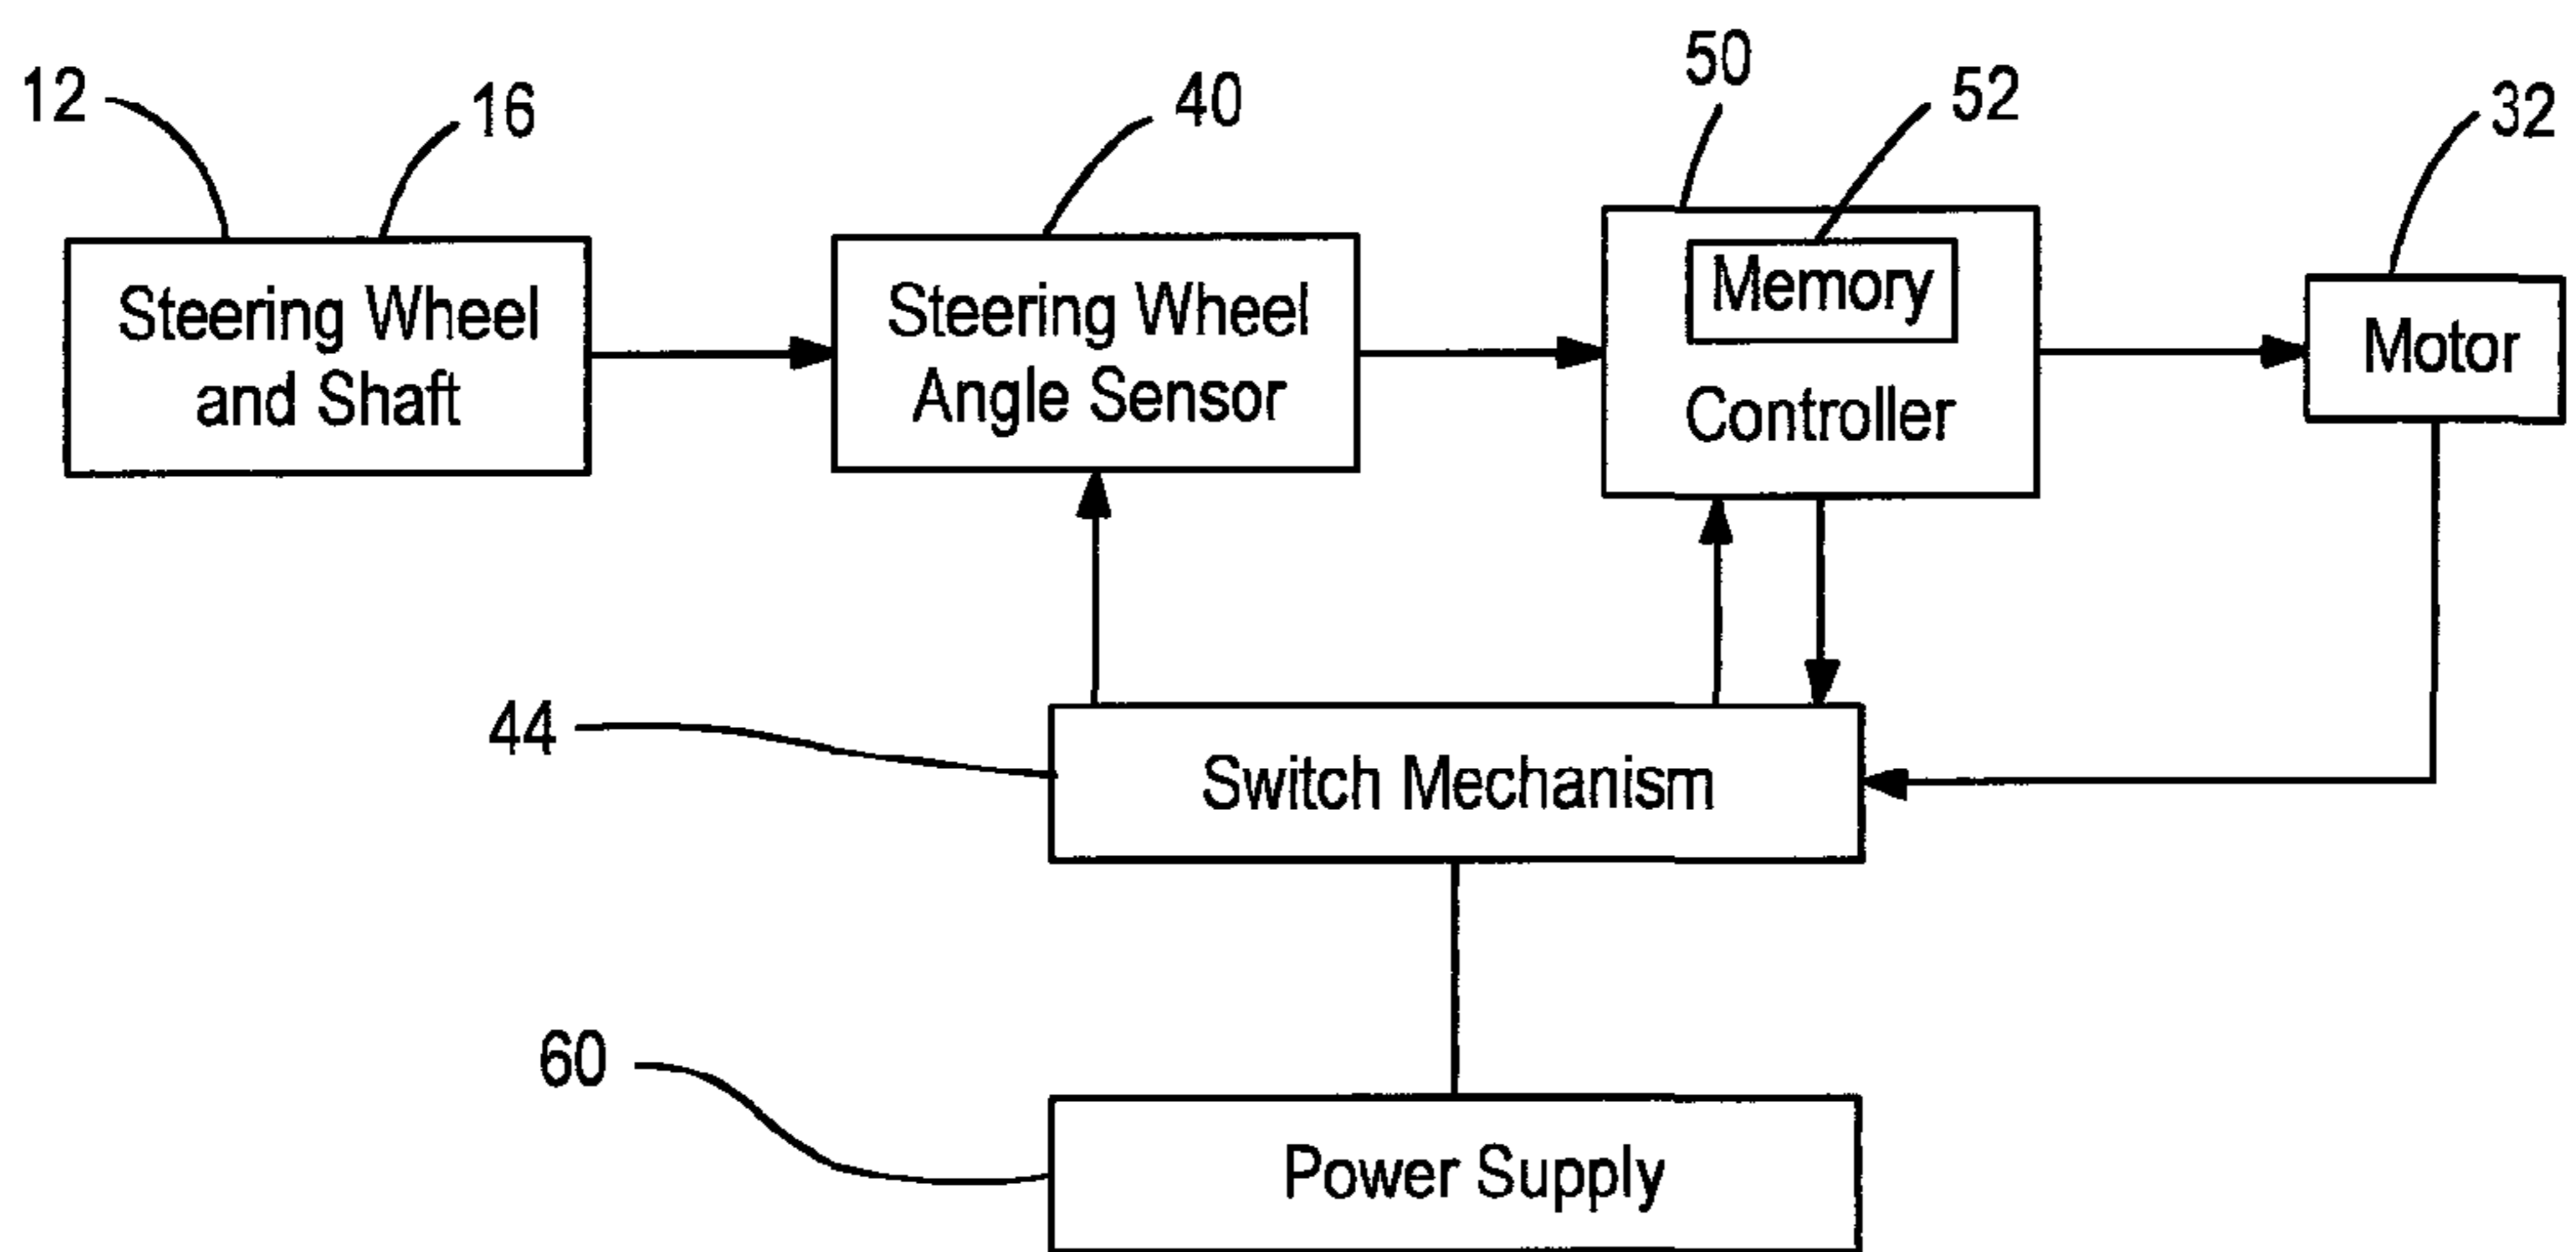 12
16
40
50
52
32
Steering Wheel
and Shaft
Steering Wheel
Angle Sensor
Memory
Controller
Motor
44
Switch Mechanism
60
Power Supply